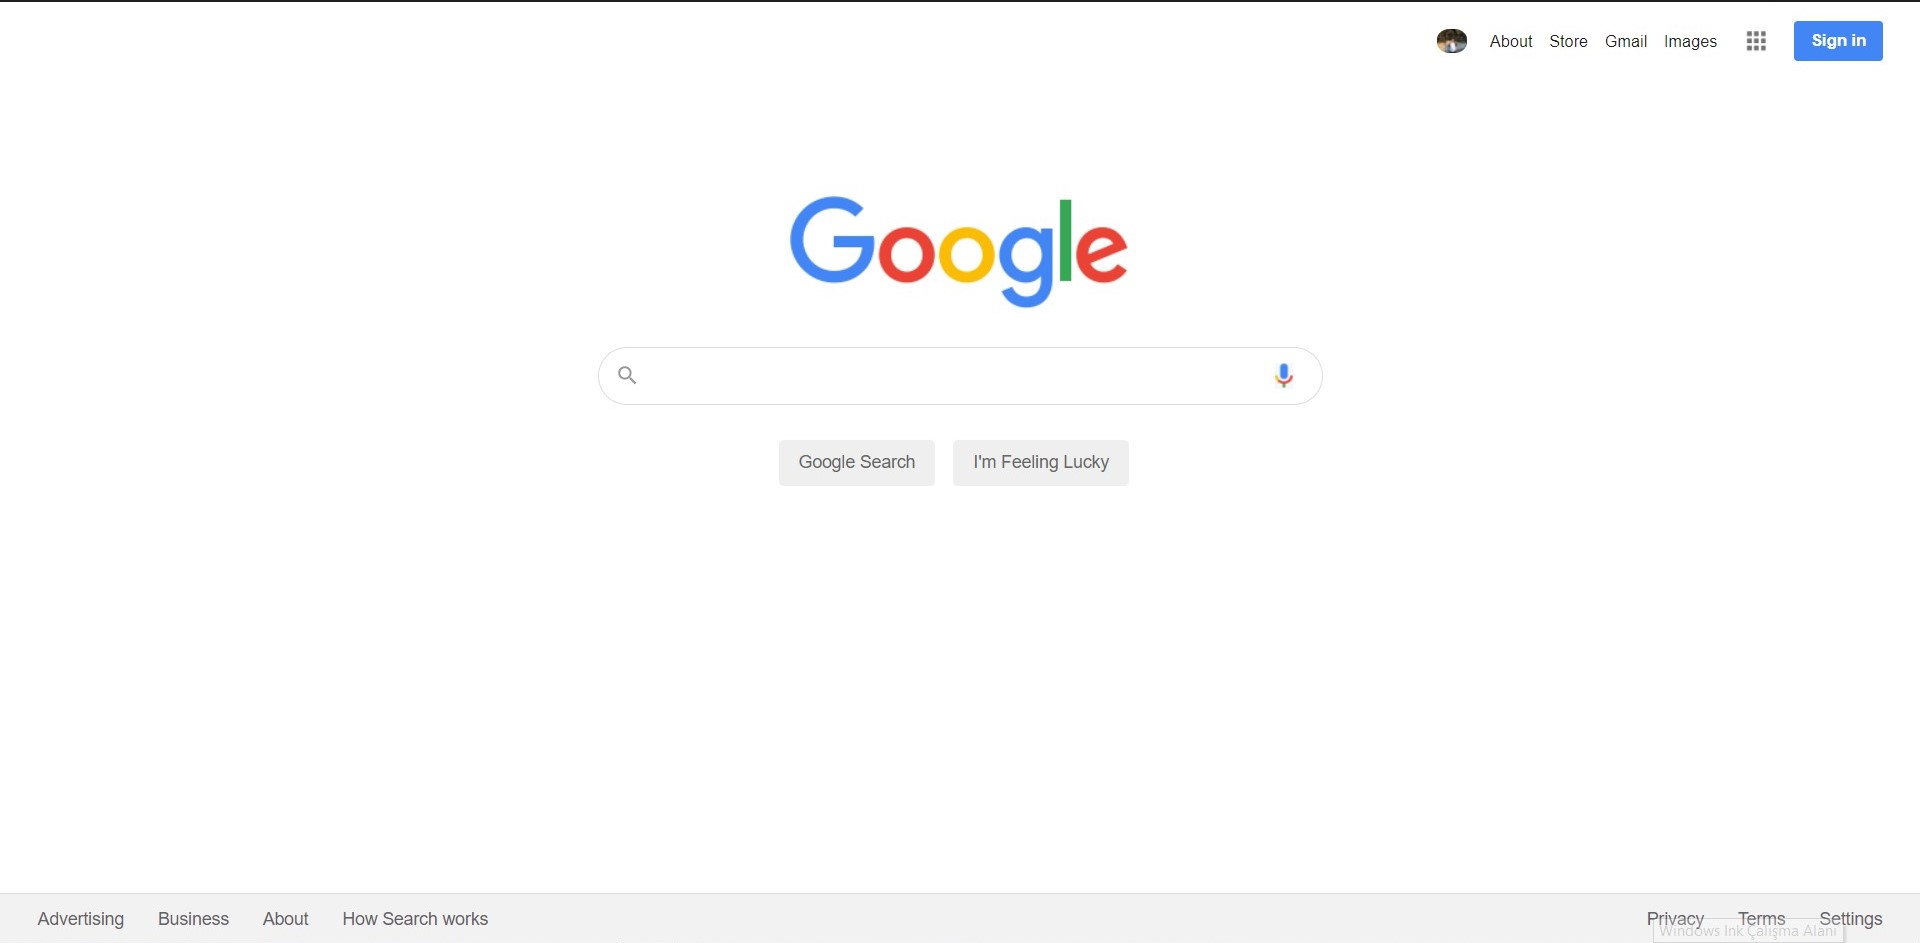 About Store Gmail Images Sign in
Google
Google Search I'm Feeling Lucky
Advertising Business About How Search works Privacy Terms Settings
Windows Ink Çalışma Alanı